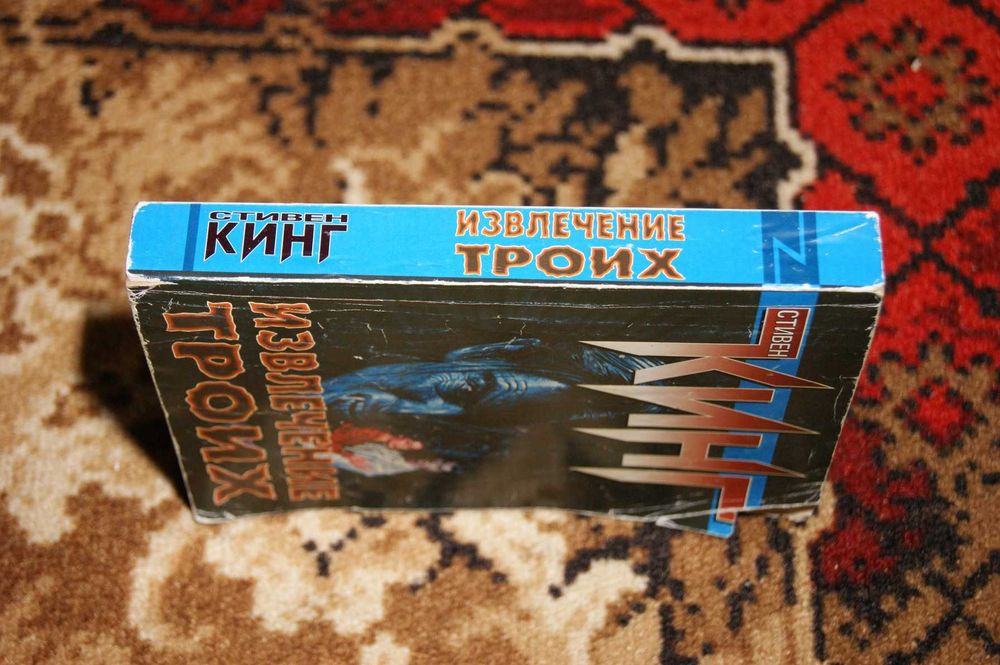 СТИВЕН
КИНГ
ИЗВЛЕЧЕНИЕ
ТРОИХ
Z
СТИВЕН
КИНГ
ИЗВЛЕЧЕНИЕ
ТРОИХ